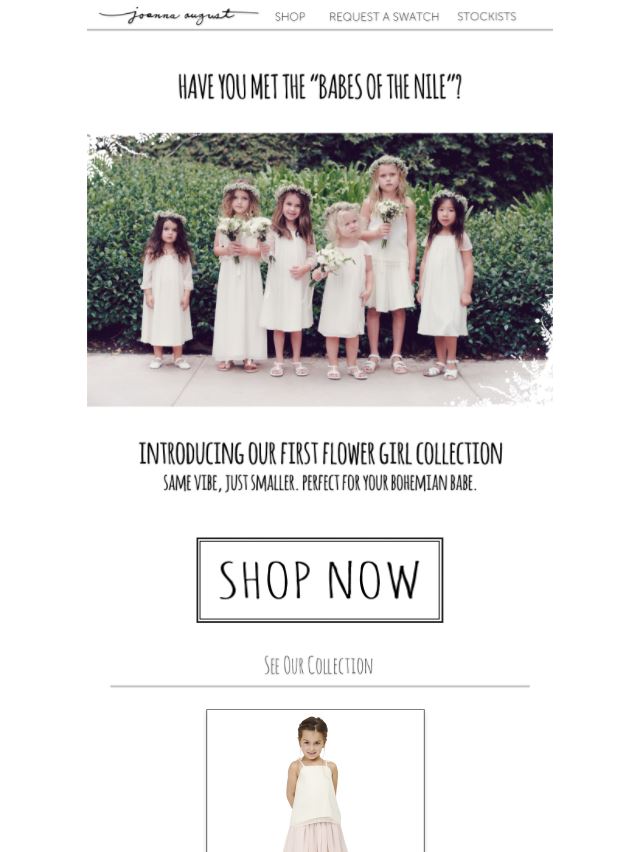 joanna august SHOP REQUEST A SWATCH STOCKISTS
HAVE YOU MET THE “BABES OF THE NILE”?
INTRODUCING OUR FIRST FLOWER GIRL COLLECTION
SAME VIBE, JUST SMALLER. PERFECT FOR YOUR BOHEMIAN BABE.
SHOP NOW
SEE OUR COLLECTION